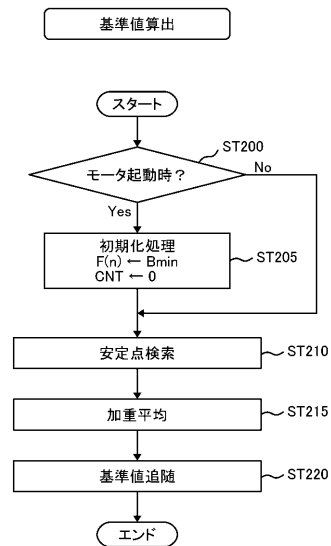 基準値算出
スタート
ST200
モータ起動時？
No
Yes
初期化処理
F(n) ← Bmin
CNT ← 0
ST205
安定点検索
ST210
加重平均
ST215
基準値追随
ST220
エンド